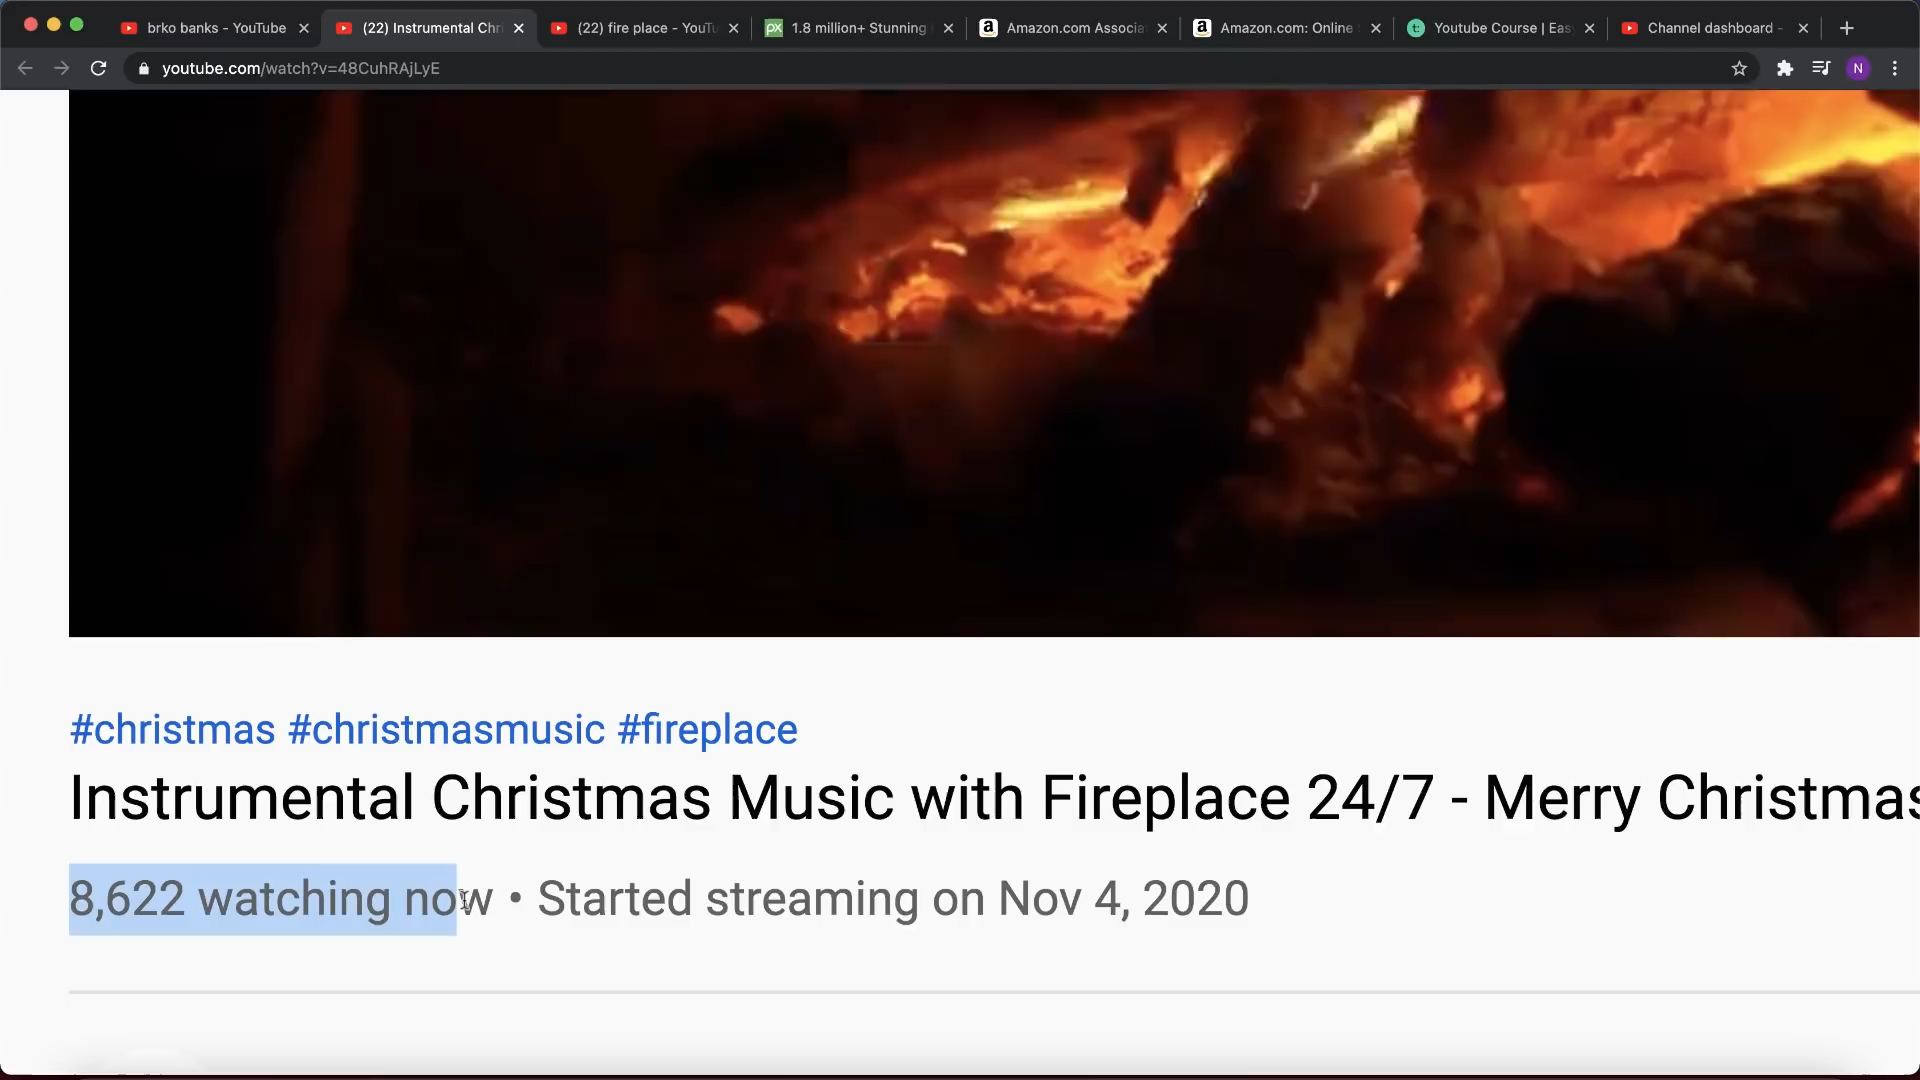 brko banks - YouTube
(22) Instrumental Chri
(22) fire place - YouTu
1.8 million+ Stunning
Amazon.com Associa
Amazon.com: Online
Youtube Course | Eas
Channel dashboard -
youtube.com/watch?v=48CuhRAjLyE
N
#christmas #christmasmusic #fireplace
Instrumental Christmas Music with Fireplace 24/7 - Merry Christmas
8,622 watching now • Started streaming on Nov 4, 2020